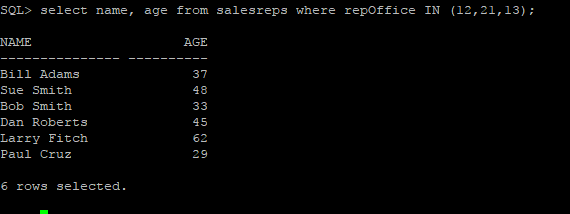 SQL> select name, age from salesreps where repOffice IN (12,21,13);
NAME AGE
--------------- ----------
Bill Adams 37
Sue Smith 48
Bob Smith 33
Dan Roberts 45
Larry Fitch 62
Paul Cruz 29
6 rows selected.